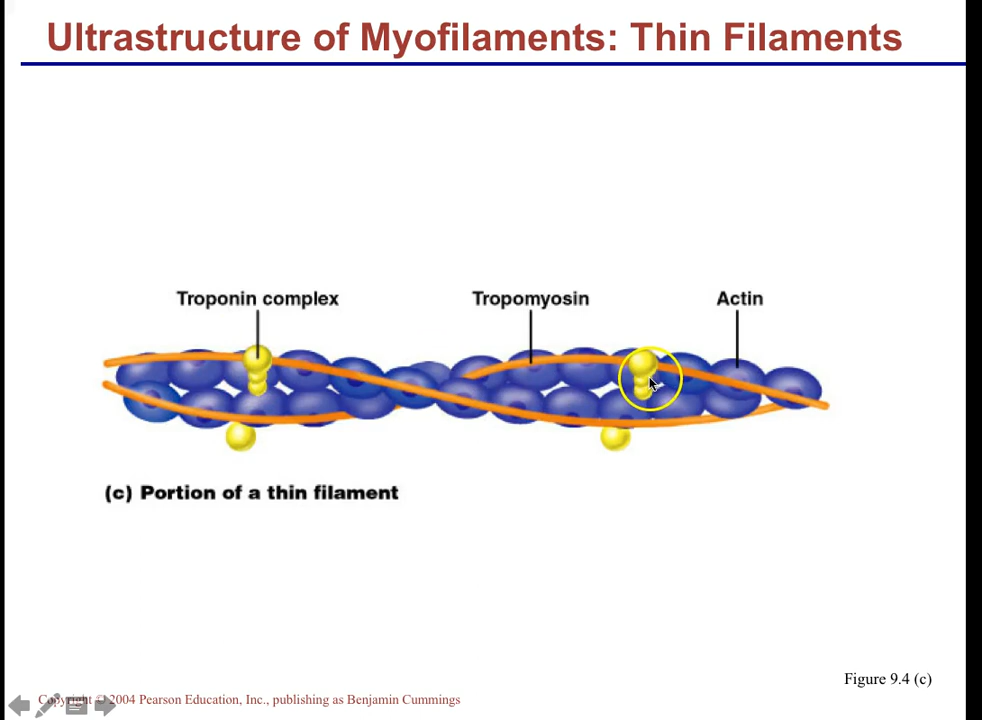 Ultrastructure of Myofilaments: Thin Filaments
Troponin complex
Tropomyosin
Actin
(c) Portion of a thin filament
Figure 9.4 (c)
Copyright © 2004 Pearson Education, Inc., publishing as Benjamin Cummings